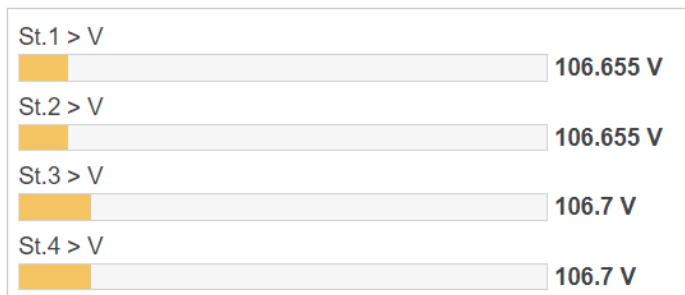 St.1 > V
106.655 V
St.2 > V
106.655 V
St.3 > V
106.7 V
St.4 > V
106.7 V